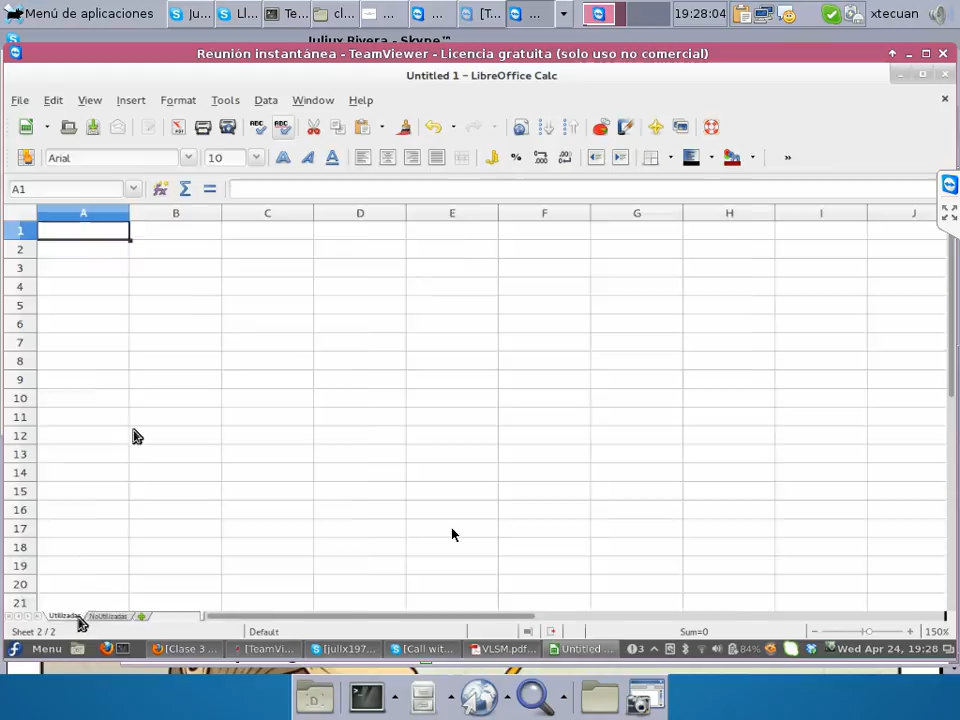 Menú de aplicaciones Ju... Ll... Te... cl... ... ... [T... ... 19:28:04 xtecuan
Juliux Rivera - Skype™
Reunión instantánea - TeamViewer - Licencia gratuita (solo uso no comercial)
Untitled 1 - LibreOffice Calc
File Edit View Insert Format Tools Data Window Help
Arial 10 »
A1
A B C D E F G H I J
1
2
3
4
5
6
7
8
9
10
11
12
13
14
15
16
17
18
19
20
21
Utilizadas NoUtilizadas
Sheet 2 / 2 Default Sum=0 150%
Menu [Clase 3 ... [TeamVi... [julix197... [Call wit... VLSM.pdf... Untitled ... 3 84% Wed Apr 24, 19:28